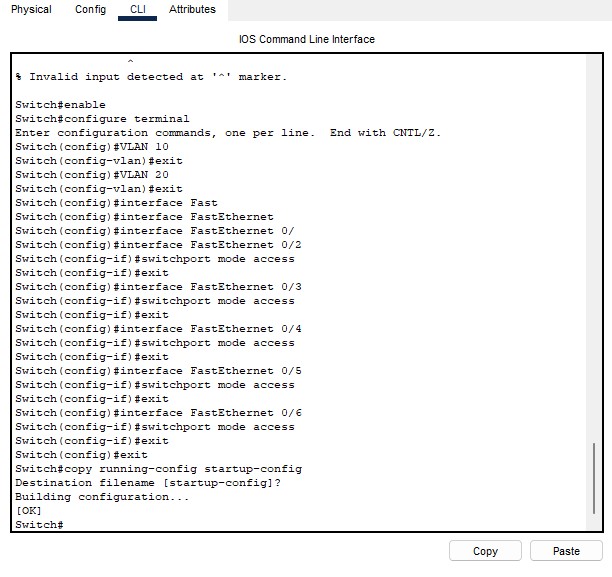 Physical Config CLI Attributes
IOS Command Line Interface
^
% Invalid input detected at '^' marker.
Switch#enable
Switch#configure terminal
Enter configuration commands, one per line.  End with CNTL/Z.
Switch(config)#VLAN 10
Switch(config-vlan)#exit
Switch(config)#VLAN 20
Switch(config-vlan)#exit
Switch(config)#interface Fast
Switch(config)#interface FastEthernet
Switch(config)#interface FastEthernet 0/
Switch(config)#interface FastEthernet 0/2
Switch(config-if)#switchport mode access
Switch(config-if)#exit
Switch(config)#interface FastEthernet 0/3
Switch(config-if)#switchport mode access
Switch(config-if)#exit
Switch(config)#interface FastEthernet 0/4
Switch(config-if)#switchport mode access
Switch(config-if)#exit
Switch(config)#interface FastEthernet 0/5
Switch(config-if)#switchport mode access
Switch(config-if)#exit
Switch(config)#interface FastEthernet 0/6
Switch(config-if)#switchport mode access
Switch(config-if)#exit
Switch(config)#exit
Switch#copy running-config startup-config
Destination filename [startup-config]?
Building configuration...
[OK]
Switch#
Copy Paste